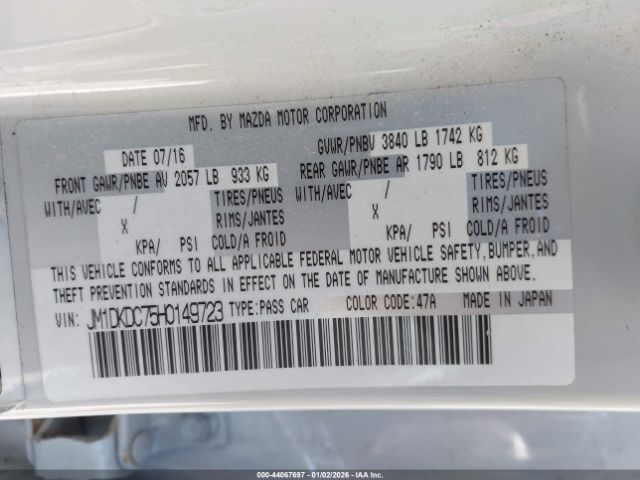 MFD. BY MAZDA MOTOR CORPORATION
DATE 07/16 GVWR/PNBV 3840 LB 1742 KG
FRONT GAWR/PNBE AV 2057 LB 933 KG REAR GAWR/PNBE AR 1790 LB 812 KG
WITH/AVEC / TIRES/PNEUS WITH/AVEC / TIRES/PNEUS
X RIMS/JANTES X RIMS/JANTES
KPA/ PSI COLD/A FROID KPA/ PSI COLD/A FROID
THIS VEHICLE CONFORMS TO ALL APPLICABLE FEDERAL MOTOR VEHICLE SAFETY, BUMPER, AND
THEFT PREVENTION STANDARDS IN EFFECT ON THE DATE OF MANUFACTURE SHOWN ABOVE.
VIN: JM1DKDC75H0149723 TYPE:PASS CAR COLOR CODE:47A MADE IN JAPAN
000-44067697 - 01/02/2026 - IAAI.COM